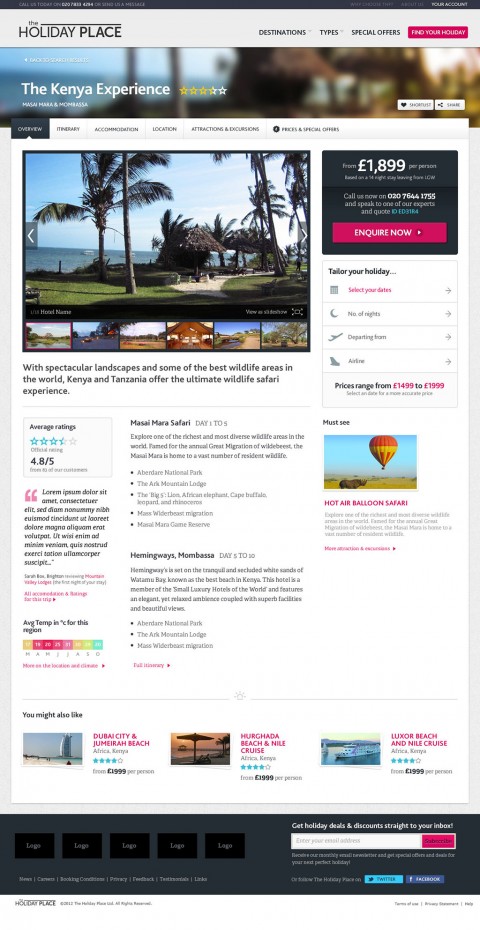 CALL US TODAY ON 020 7833 4294 OR SEND US A MESSAGE
ABOUT US YOUR ACCOUNT
the HOLIDAY PLACE
DESTINATIONS TYPES SPECIAL OFFERS FIND YOUR HOLIDAY
The Kenya Experience
MASAI MARA & MOMBASSA
SHORTLIST SHARE
OVERVIEW ITINERARY ACCOMMODATION LOCATION ATTRACTIONS & EXCURSIONS PRICES & SPECIAL OFFERS
1/16 Hotel Name View as slideshow
From £1,899 per person
Based on a 14 night stay leaving from LGW
Call us now on 020 7644 1755
and speak to one of our experts
and quote ID ED3184
ENQUIRE NOW
Tailor your holiday...
Select your dates
No. of nights
Departing from
Airline
Prices range from £1499 to £1999
Select an date for a more accurate price
With spectacular landscapes and some of the best wildlife areas in
the world, Kenya and Tanzania offer the ultimate wildlife safari
experience.
Average ratings
Official rating
4.8/5
from 81 of our customers
Lorem ipsum dolor sit
amet, consectetuer
elit, sed diam nonummy nibh
euismod tincidunt ut laoreet
dolore magna aliquam erat
volutpat. Ut wisi enim ad
minim veniam, quis nostrud
exerci tation ullamcorper
suscipit..."
Sarah Boe, Brighton reviewing Mountain
Valley Lodges (the first night of your stay)
All accomodation & Ratings
for this trip
Avg Temp in °c for this
region
M A M J J A S O
More on the location and climate
Masai Mara Safari DAY 1 TO 5
Explore one of the richest and most diverse wildlife areas in the
world. Famed for the annual Great Migration of wildebeest, the
Masai Mara is home to a vast number of resident wildlife.
Aberdare National Park
The Ark Mountain Lodge
The 'Big 5': Lion, African elephant, Cape buffalo,
leopard, and rhinoceros
Mass Widerbeast migration
Masai Mara Game Reserve
Hemingways, Mombassa DAY 5 TO 10
Hemingway's is set on the tranquil and secluded white sands of
Watamu Bay, known as the best beach in Kenya. This hotel is a
member of the 'Small Luxury Hotels of the World' and features
an elegant, yet relaxed ambience coupled with superb facilities
and beautiful views.
Aberdare National Park
The Ark Mountain Lodge
Mass Widerbeast migration
Full itinerary
Must see
HOT AIR BALLOON SAFARI
Explore one of the richest and most diverse
wildlife areas in the world. Famed for the annual
Great Migration of wildebeest, the Masai Mara is home to a
vast number of resident wildlife.
More attraction & excursions
You might also like
DUBAI CITY &
JUMEIRAH BEACH
Africa, Kenya
from £1999 per person
HURGHADA
BEACH & NILE
CRUISE
Africa, Kenya
from £1999 per person
LUXOR BEACH
AND NILE CRUISE
Africa, Kenya
from £1999 per person
Logo Logo Logo Logo Logo
Get holiday deals & discounts straight to your inbox!
Enter your email address Subscribe
Receive our monthly email newsletter and get special offers and deals for
your next perfect holiday!
News | Careers | Booking Conditions | Privacy | Feedback | Testimonials | Links
Or Follow The Holiday Place on TWITTER FACEBOOK
the HOLIDAY PLACE ©2012 The Holiday Place Ltd. All Rights Reserved.
Terms of use | Privacy Statement | Help